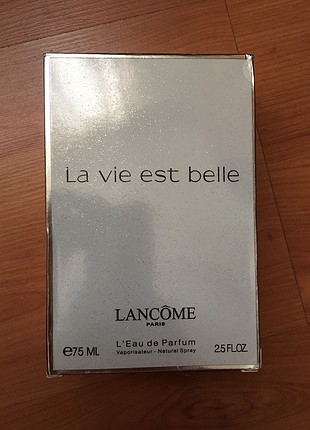 La vie est belle
LANCÔME
PARIS
L'Eau de Parfum
℮75 ML Vaporisateur - Natural Spray 2.5 FL.OZ.